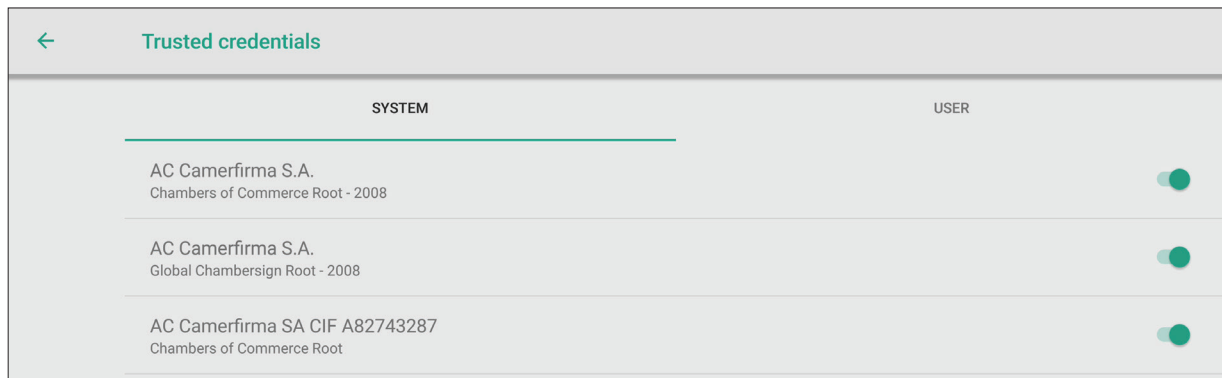 Trusted credentials
SYSTEM
USER
AC Camerfirma S.A.
Chambers of Commerce Root - 2008
AC Camerfirma S.A.
Global Chambersign Root - 2008
AC Camerfirma SA CIF A82743287
Chambers of Commerce Root